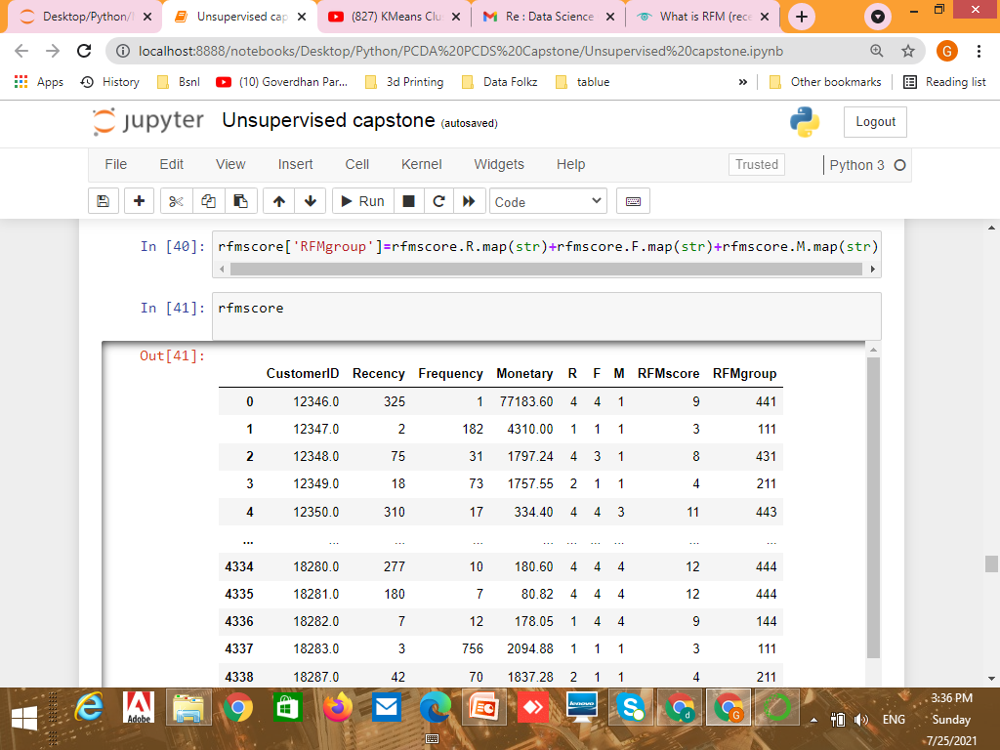 Desktop/Python/
Unsupervised cap
(827) KMeans Clu
Re : Data Science
What is RFM (rece
localhost:8888/notebooks/Desktop/Python/PCDA%20PCDS%20Capstone/Unsupervised%20capstone.ipynb
G
Apps
History
Bsnl
(10) Goverdhan Par...
3d Printing
Data Folkz
tablue
»
Other bookmarks
Reading list
jupyter Unsupervised capstone (autosaved)
Logout
File Edit View Insert Cell Kernel Widgets Help
Trusted
Python 3
Run
Code
In [40]: rfmscore['RFMgroup']=rfmscore.R.map(str)+rfmscore.F.map(str)+rfmscore.M.map(str)
In [41]: rfmscore
Out[41]:
CustomerID Recency Frequency Monetary R F M RFMscore RFMgroup
0 12346.0 325 1 77183.60 4 4 1 9 441
1 12347.0 2 182 4310.00 1 1 1 3 111
2 12348.0 75 31 1797.24 4 3 1 8 431
3 12349.0 18 73 1757.55 2 1 1 4 211
4 12350.0 310 17 334.40 4 4 3 11 443
... ... ... ... ... ... ... ... ... ...
4334 18280.0 277 10 180.60 4 4 4 12 444
4335 18281.0 180 7 80.82 4 4 4 12 444
4336 18282.0 7 12 178.05 1 4 4 9 144
4337 18283.0 3 756 2094.88 1 1 1 3 111
4338 18287.0 42 70 1837.28 2 1 1 4 211
Adobe
lenovo
d
G
ENG
3:36 PM
Sunday
7/25/2021